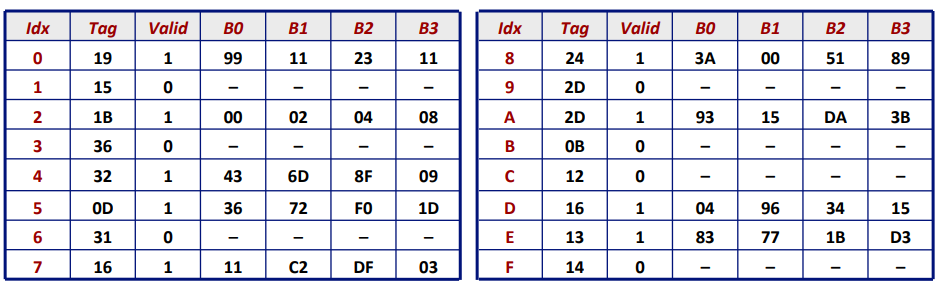 Idx Tag Valid B0 B1 B2 B3
0 19 1 99 11 23 11
1 15 0 – – – –
2 1B 1 00 02 04 08
3 36 0 – – – –
4 32 1 43 6D 8F 09
5 0D 1 36 72 F0 1D
6 31 0 – – – –
7 16 1 11 C2 DF 03
Idx Tag Valid B0 B1 B2 B3
8 24 1 3A 00 51 89
9 2D 0 – – – –
A 2D 1 93 15 DA 3B
B 0B 0 – – – –
C 12 0 – – – –
D 16 1 04 96 34 15
E 13 1 83 77 1B D3
F 14 0 – – – –